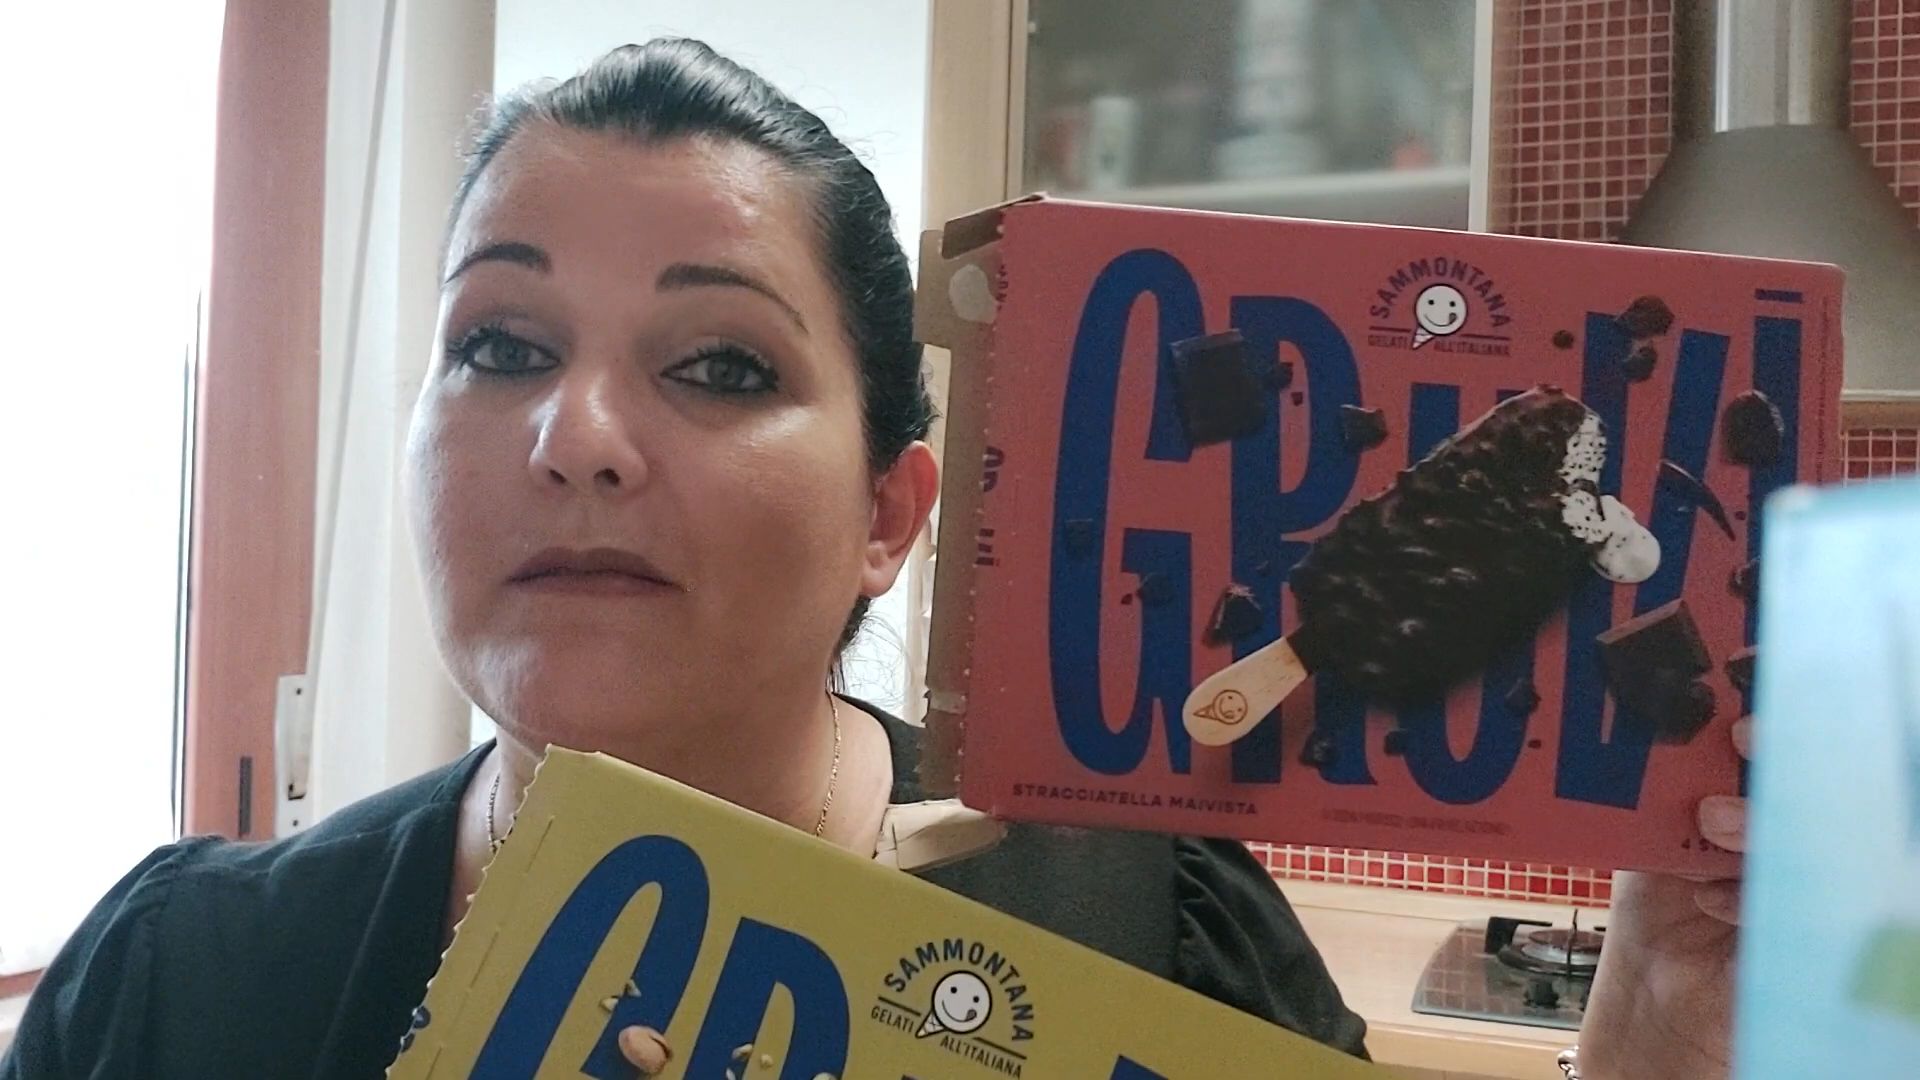 SAMMONTANA
GELATI ALL'ITALIANA
GRUVI
STRACCIATELLA MAIVISTA
SAMMONTANA
GELATI ALL'ITALIANA